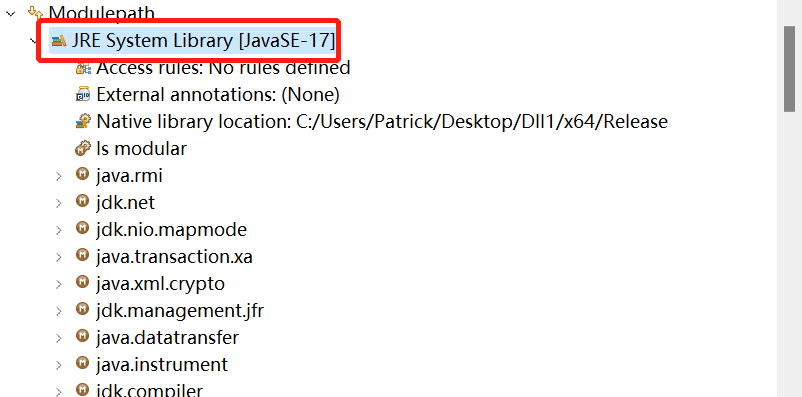 Modulepath
JRE System Library [JavaSE-17]
Access rules: No rules defined
External annotations: (None)
Native library location: C:/Users/Patrick/Desktop/Dll1/x64/Release
Is modular
java.rmi
jdk.net
jdk.nio.mapmode
java.transaction.xa
java.xml.crypto
jdk.management.jfr
java.datatransfer
java.instrument
jdk.compiler